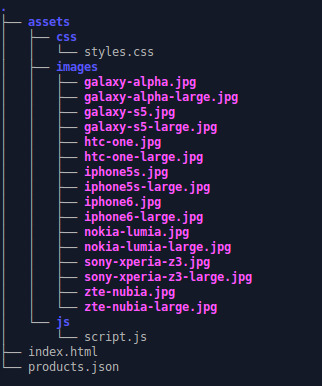 .
├── assets
│   ├── css
│   │   └── styles.css
│   ├── images
│   │   ├── galaxy-alpha.jpg
│   │   ├── galaxy-alpha-large.jpg
│   │   ├── galaxy-s5.jpg
│   │   ├── galaxy-s5-large.jpg
│   │   ├── htc-one.jpg
│   │   ├── htc-one-large.jpg
│   │   ├── iphone5s.jpg
│   │   ├── iphone5s-large.jpg
│   │   ├── iphone6.jpg
│   │   ├── iphone6-large.jpg
│   │   ├── nokia-lumia.jpg
│   │   ├── nokia-lumia-large.jpg
│   │   ├── sony-xperia-z3.jpg
│   │   ├── sony-xperia-z3-large.jpg
│   │   ├── zte-nubia.jpg
│   │   └── zte-nubia-large.jpg
│   └── js
│       └── script.js
├── index.html
└── products.json